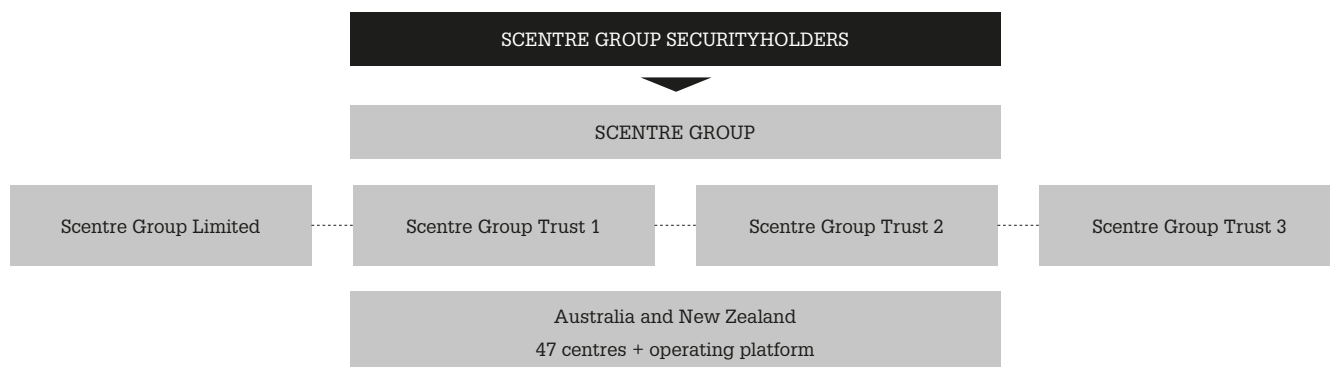 SCENTRE GROUP SECURITYHOLDERS
SCENTRE GROUP
Scentre Group Limited
Scentre Group Trust 1
Scentre Group Trust 2
Scentre Group Trust 3
Australia and New Zealand
47 centres + operating platform